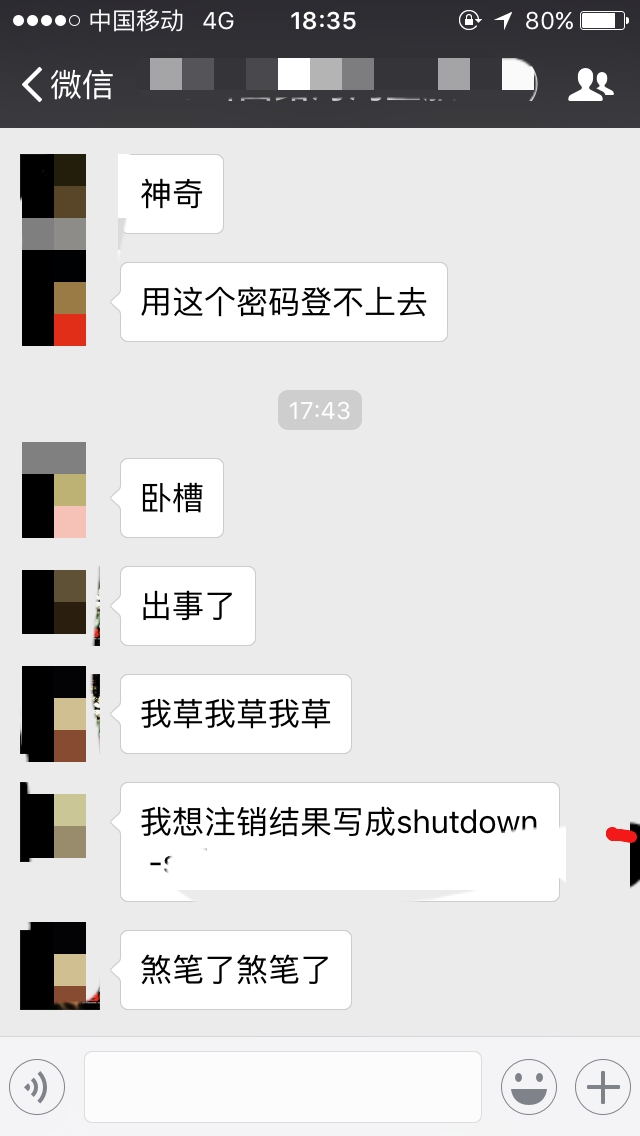 中国移动 4G 18:35 80%
微信
神奇
用这个密码登不上去
17:43
卧槽
出事了
我草我草我草
我想注销结果写成shutdown
煞笔了煞笔了